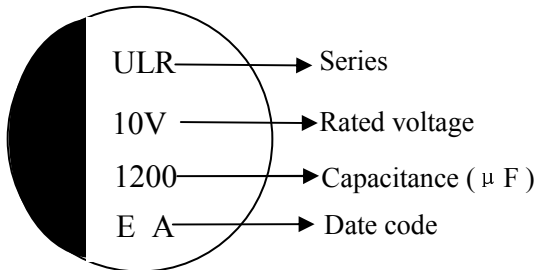 ULR Series
10V Rated voltage
1200 Capacitance ( μ F )
E A Date code